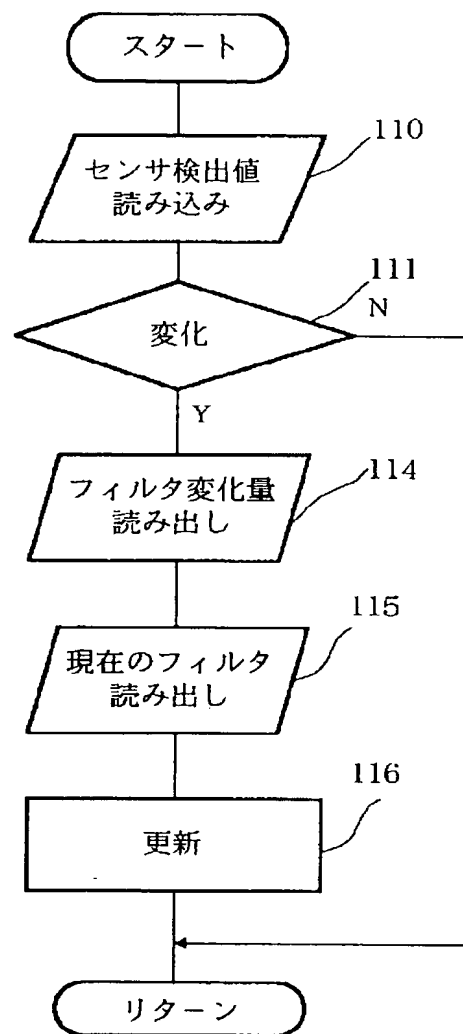 スタート
110
センサ検出値
読み込み
111
変化
N
Y
フィルタ変化量
読み出し
114
現在のフィルタ
読み出し
115
更新
116
リターン